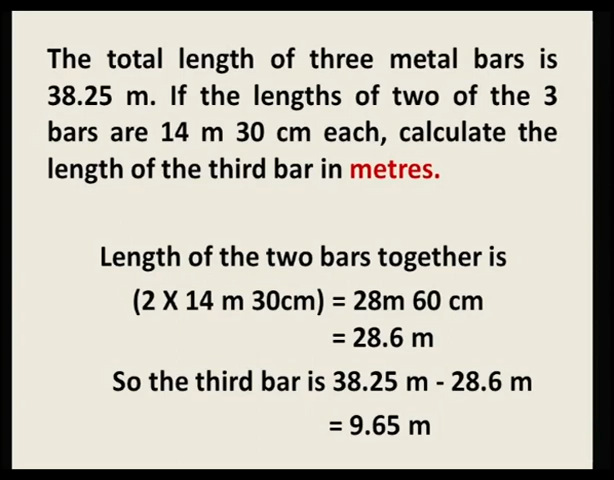 The total length of three metal bars is
38.25 m. If the lengths of two of the 3
bars are 14 m 30 cm each, calculate the
length of the third bar in metres.
Length of the two bars together is
(2 X 14 m 30cm) = 28m 60 cm
= 28.6 m
So the third bar is 38.25 m - 28.6 m
= 9.65 m